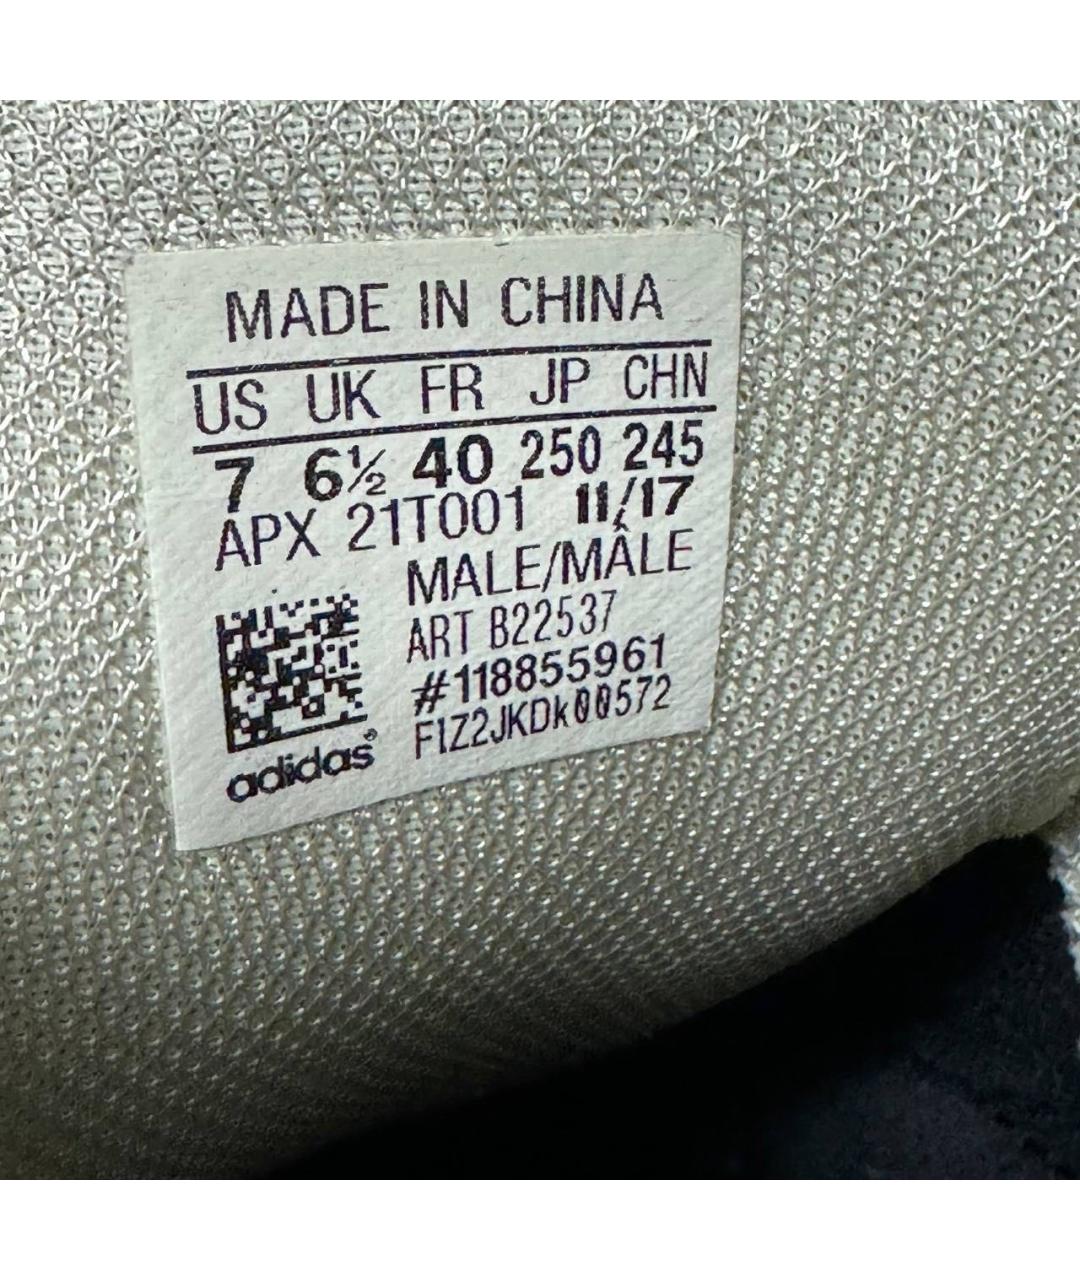 MADE IN CHINA
US UK FR JP CHN
7 6½ 40 250 245
APX 21T001 11/17
MALE/MÂLE
ART B22537
#118855961
F1Z2JKDk00572
adidas®